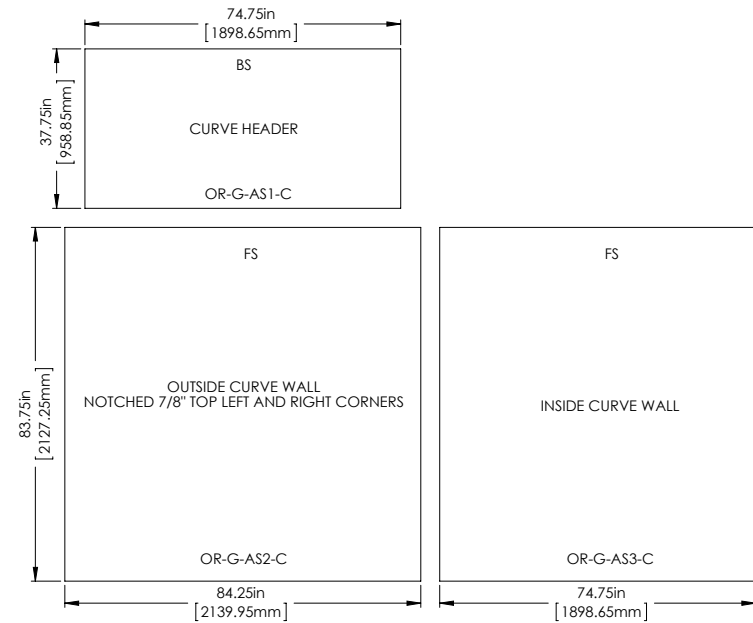 74.75in
[1898.65mm]
37.75in
[958.85mm]
BS
CURVE HEADER
OR-G-AS1-C
83.75in
[2127.25mm]
FS
OUTSIDE CURVE WALL
NOTCHED 7/8" TOP LEFT AND RIGHT CORNERS
OR-G-AS2-C
84.25in
[2139.95mm]
FS
INSIDE CURVE WALL
OR-G-AS3-C
74.75in
[1898.65mm]